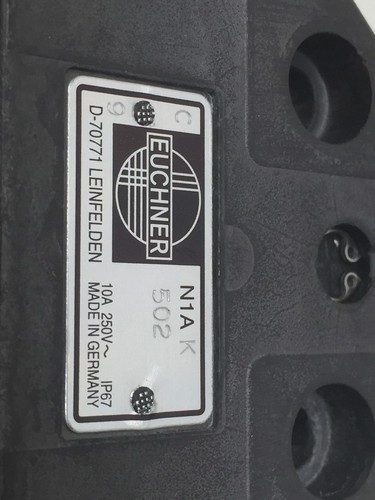 C
9
EUCHNER
D-70771 LEINFELDEN
N1A K
502
10A 250V~ IP67
MADE IN GERMANY